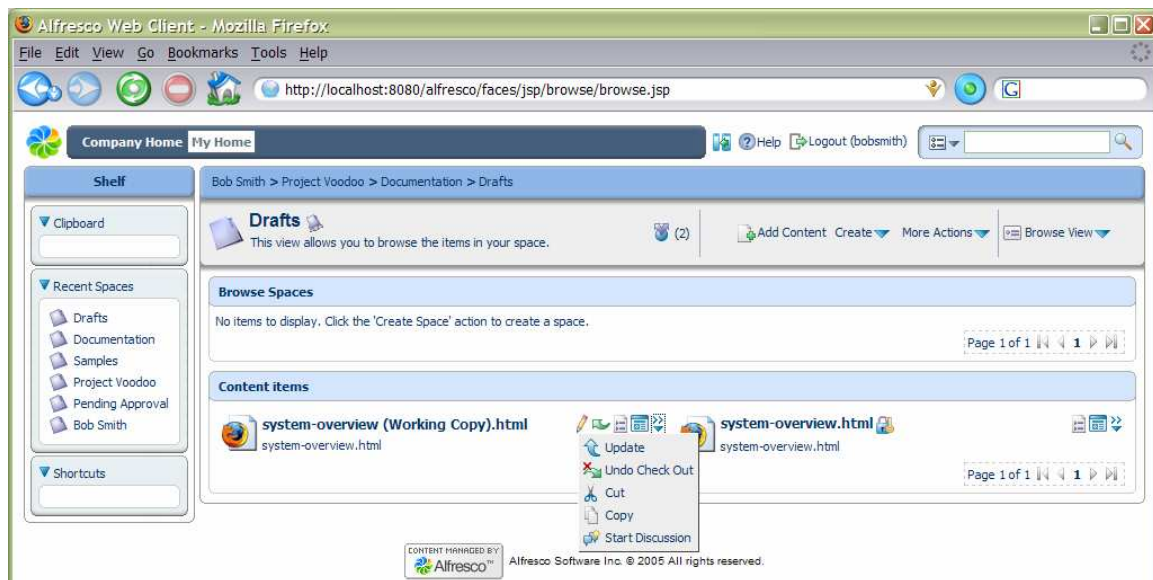 Alfresco Web Client - Mozilla Firefox
File Edit View Go Bookmarks Tools Help
http://localhost:8080/alfresco/faces/jsp/browse/browse.jsp
G
Company Home My Home
Help Logout (bobsmith)
Shelf
Bob Smith > Project Voodoo > Documentation > Drafts
Clipboard
Drafts
This view allows you to browse the items in your space.
(2)
Add Content Create More Actions Browse View
Recent Spaces
Drafts
Documentation
Samples
Project Voodoo
Pending Approval
Bob Smith
Shortcuts
Browse Spaces
No items to display. Click the 'Create Space' action to create a space.
Page 1 of 1 1
Content items
system-overview (Working Copy).html
system-overview.html
Update
Undo Check Out
Cut
Copy
Start Discussion
system-overview.html
system-overview.html
Page 1 of 1 1
CONTENT MANAGED BY
Alfresco™
Alfresco Software Inc. © 2005 All rights reserved.